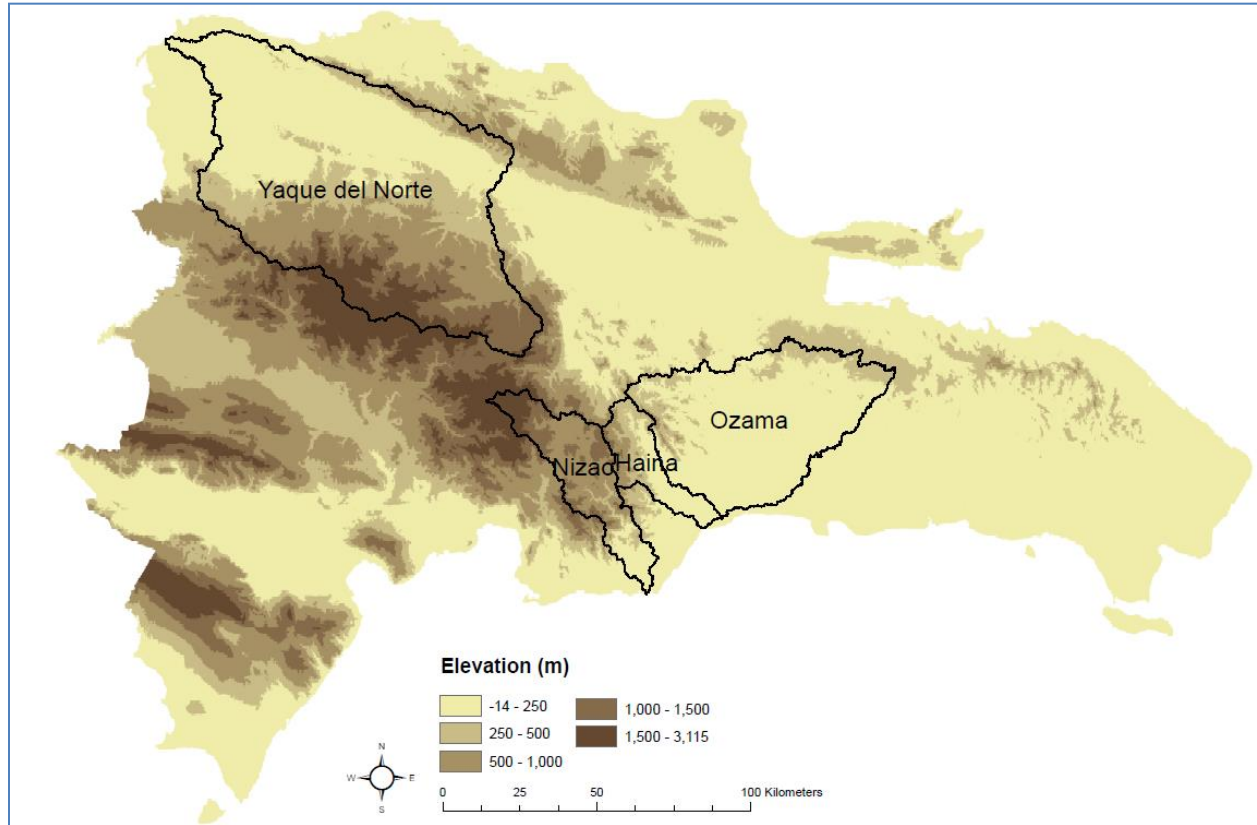 Yaque del Norte
Ozama
Nizao
Haina
Elevation (m)
-14 - 250
250 - 500
500 - 1,000
1,000 - 1,500
1,500 - 3,115
N
W E
S
0 25 50 100 Kilometers